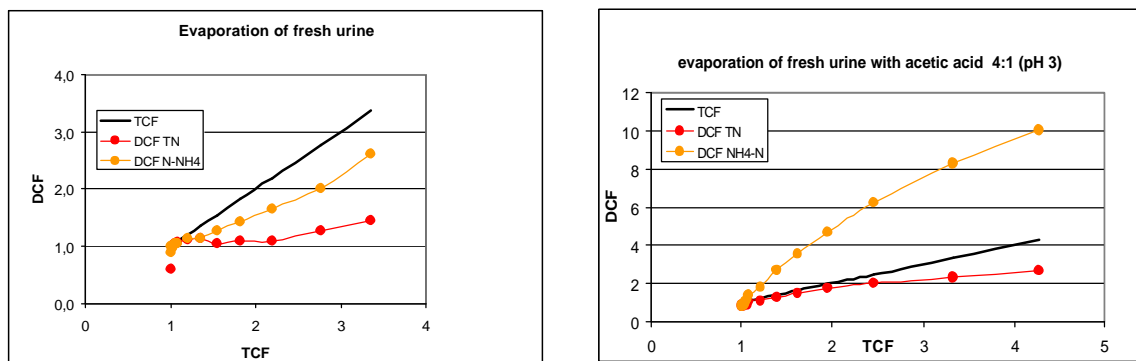 Evaporation of fresh urine
4,0
3,0
2,0
1,0
0,0
DCF
TCF
DCF TN
DCF N-NH4
0
1
2
3
4
TCF
evaporation of fresh urine with acetic acid 4:1 (pH 3)
12
10
8
6
4
2
0
DCF
TCF
DCF TN
DCF NH4-N
0
1
2
3
4
5
TCF